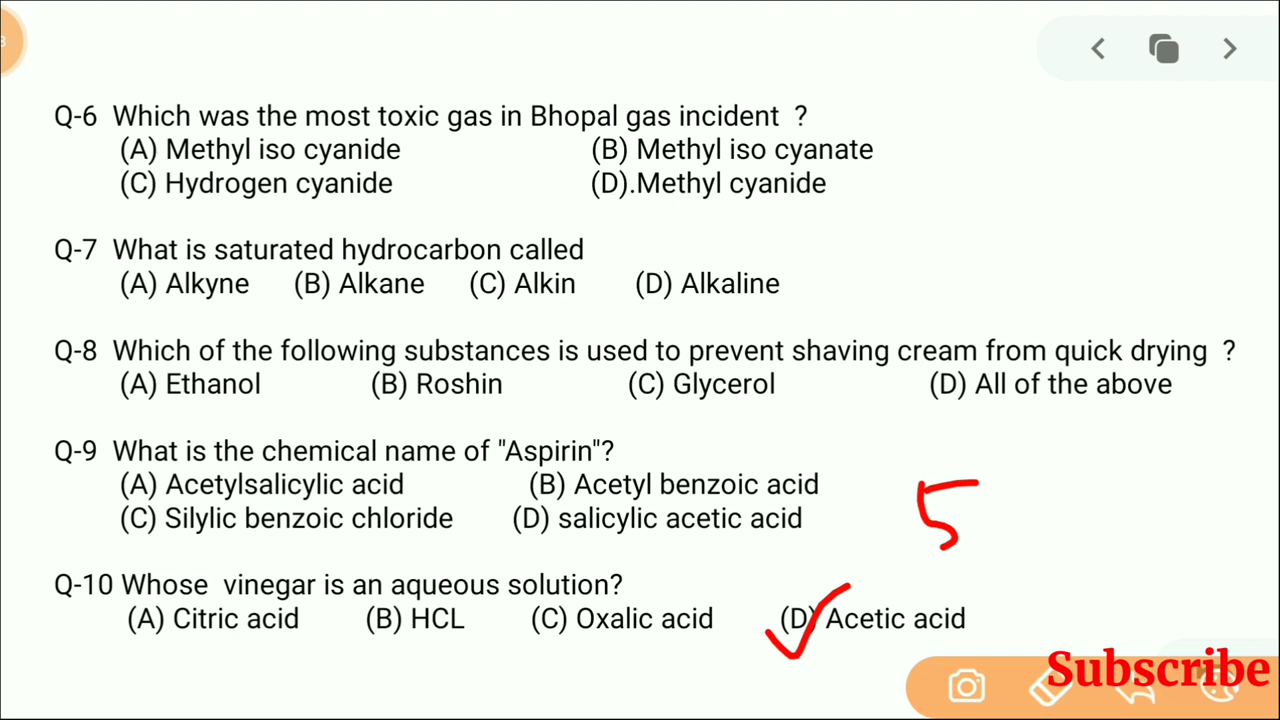 Q-6 Which was the most toxic gas in Bhopal gas incident ?
(A) Methyl iso cyanide (B) Methyl iso cyanate
(C) Hydrogen cyanide (D).Methyl cyanide
Q-7 What is saturated hydrocarbon called
(A) Alkyne (B) Alkane (C) Alkin (D) Alkaline
Q-8 Which of the following substances is used to prevent shaving cream from quick drying ?
(A) Ethanol (B) Roshin (C) Glycerol (D) All of the above
Q-9 What is the chemical name of "Aspirin"?
(A) Acetylsalicylic acid (B) Acetyl benzoic acid
(C) Silylic benzoic chloride (D) salicylic acetic acid
5
Q-10 Whose vinegar is an aqueous solution?
(A) Citric acid (B) HCL (C) Oxalic acid (D) Acetic acid
Subscribe